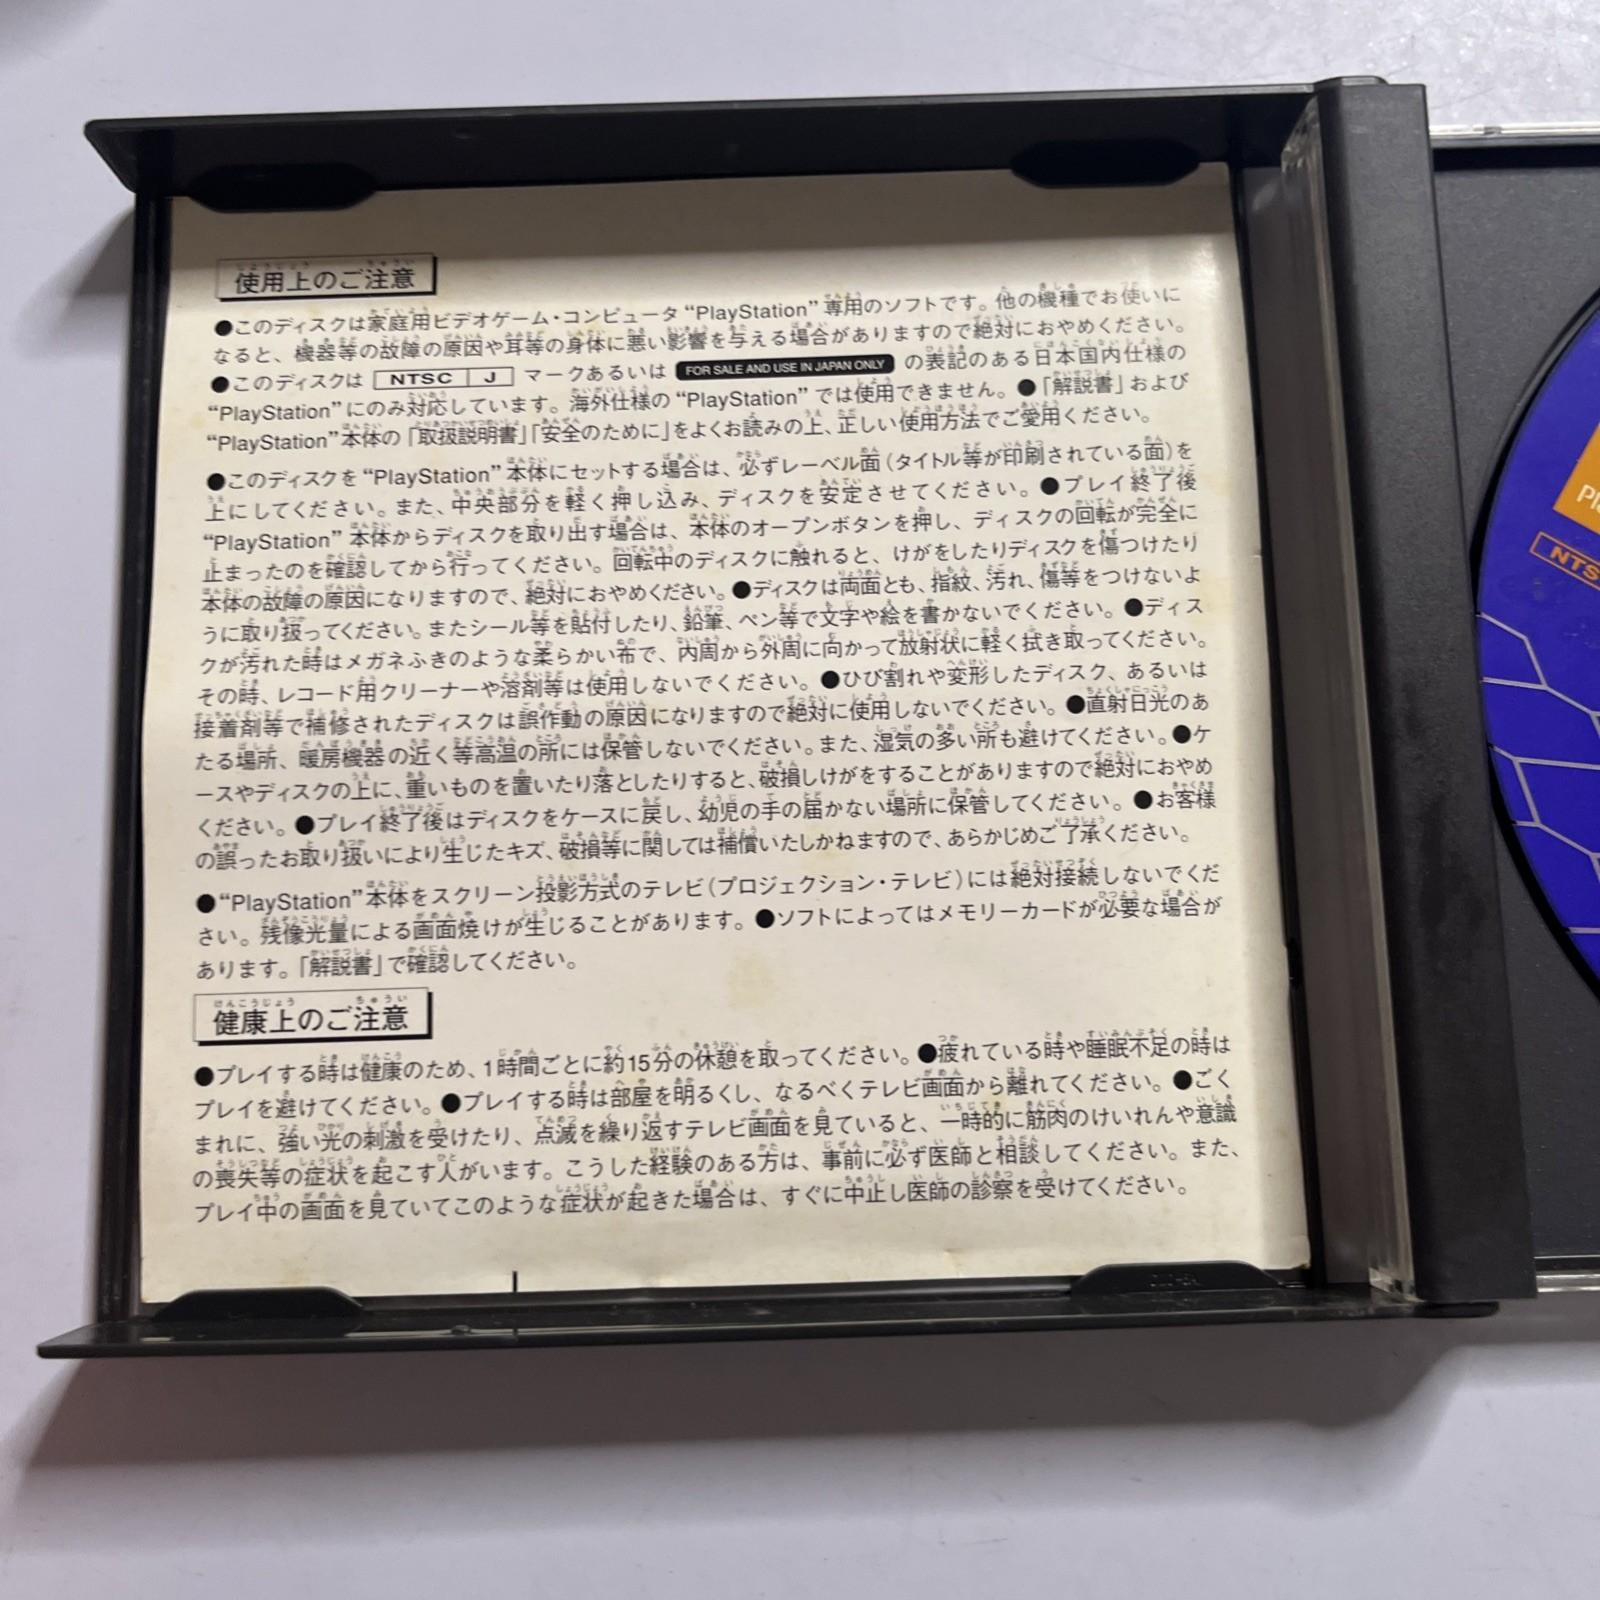 使用上のご注意
●このディスクは家庭用ビデオゲーム・コンピュータ“PlayStation”専用のソフトです。他の機種でお使いに
なると、機器等の故障の原因や耳等の身体に悪い影響を与える場合がありますので絶対におやめください。
●このディスクは NTSC J マークあるいは FOR SALE AND USE IN JAPAN ONLY の表記のある日本国内仕様の
“PlayStation”にのみ対応しています。海外仕様の“PlayStation”では使用できません。●「解説書」および
“PlayStation”本体の「取扱説明書」「安全のために」をよくお読みの上、正しい使用方法でご愛用ください。
●このディスクを“PlayStation”本体にセットする場合は、必ずレーベル面(タイトル等が印刷されている面)を
上にしてください。また、中央部分を軽く押し込み、ディスクを安定させてください。●プレイ終了後
“PlayStation”本体からディスクを取り出す場合は、本体のオープンボタンを押し、ディスクの回転が完全に
止まったのを確認してから行ってください。回転中のディスクに触れると、けがをしたりディスクを傷つけたり
本体の故障の原因になりますので、絶対におやめください。●ディスクは両面とも、指紋、汚れ、傷等をつけないよ
うに取り扱ってください。またシール等を貼付したり、鉛筆、ペン等で文字や絵を書かないでください。●ディス
クが汚れた時はメガネふきのような柔らかい布で、内周から外周に向かって放射状に軽く拭き取ってください。
その時、レコード用クリーナーや溶剤等は使用しないでください。●ひび割れや変形したディスク、あるいは
接着剤等で補修されたディスクは誤作動の原因になりますので絶対に使用しないでください。●直射日光のあ
たる場所、暖房機器の近く等高温の所には保管しないでください。また、湿気の多い所も避けてください。●ケ
ースやディスクの上に、重いものを置いたり落としたりすると、破損しけがをすることがありますので絶対におやめ
ください。●プレイ終了後はディスクをケースに戻し、幼児の手の届かない場所に保管してください。●お客様
の誤ったお取り扱いにより生じたキズ、破損等に関しては補償いたしかねますので、あらかじめご了承ください。
●“PlayStation”本体をスクリーン投影方式のテレビ(プロジェクション・テレビ)には絶対接続しないでくだ
さい。残像光量による画面焼けが生じることがあります。●ソフトによってはメモリーカードが必要な場合が
あります。「解説書」で確認してください。
健康上のご注意
●プレイする時は健康のため、1時間ごとに約15分の休憩を取ってください。●疲れている時や睡眠不足の時は
プレイを避けてください。●プレイする時は部屋を明るくし、なるべくテレビ画面から離れてください。●ごく
まれに、強い光の刺激を受けたり、点滅を繰り返すテレビ画面を見ていると、一時的に筋肉のけいれんや意識
の喪失等の症状を起こす人がいます。こうした経験のある方は、事前に必ず医師と相談してください。また、
プレイ中の画面を見ていてこのような症状が起きた場合は、すぐに中止し医師の診察を受けてください。